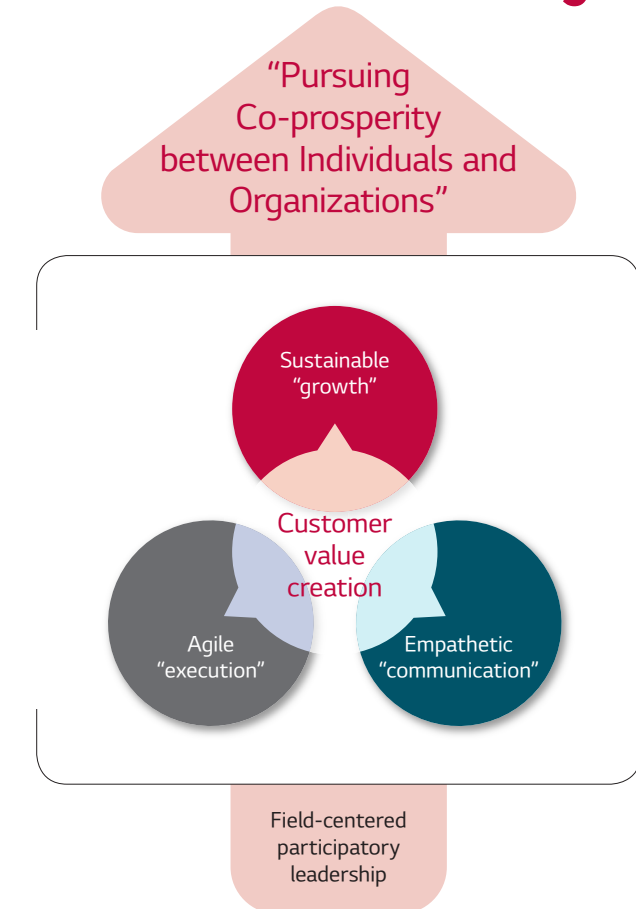 “Pursuing
Co-prosperity
between Individuals and
Organizations”
Sustainable
“growth”
Customer
value
creation
Agile
“execution”
Empathetic
“communication”
Field-centered
participatory
leadership